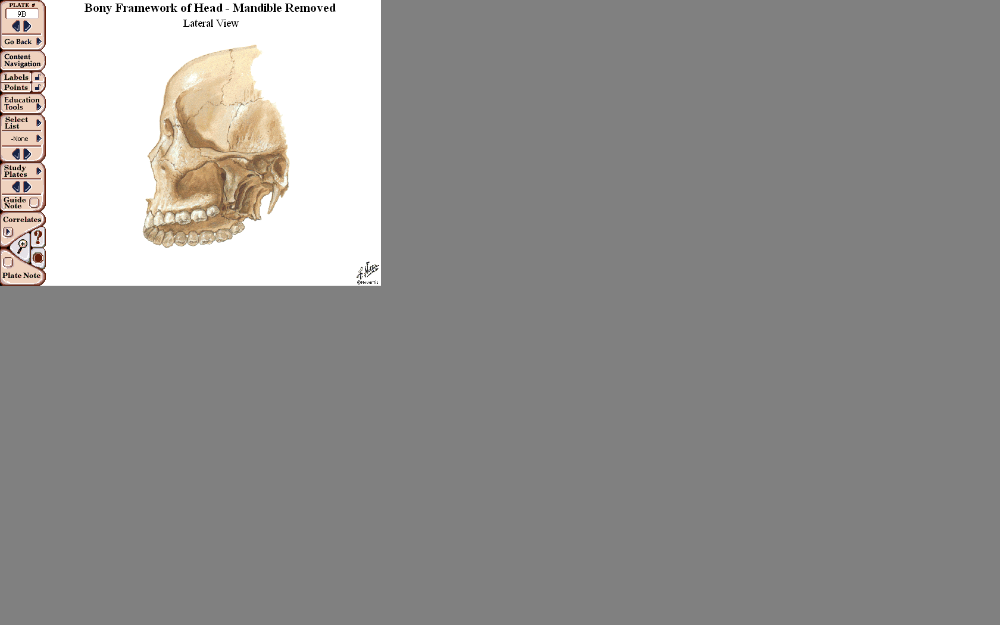 PLATE #
9B
Go Back
Content
Navigation
Labels
Points
Education
Tools
Select
List
-None
Study
Plates
Guide
Note
Correlates
?
Plate Note
Bony Framework of Head - Mandible Removed
Lateral View
F. Netter
©Novartis